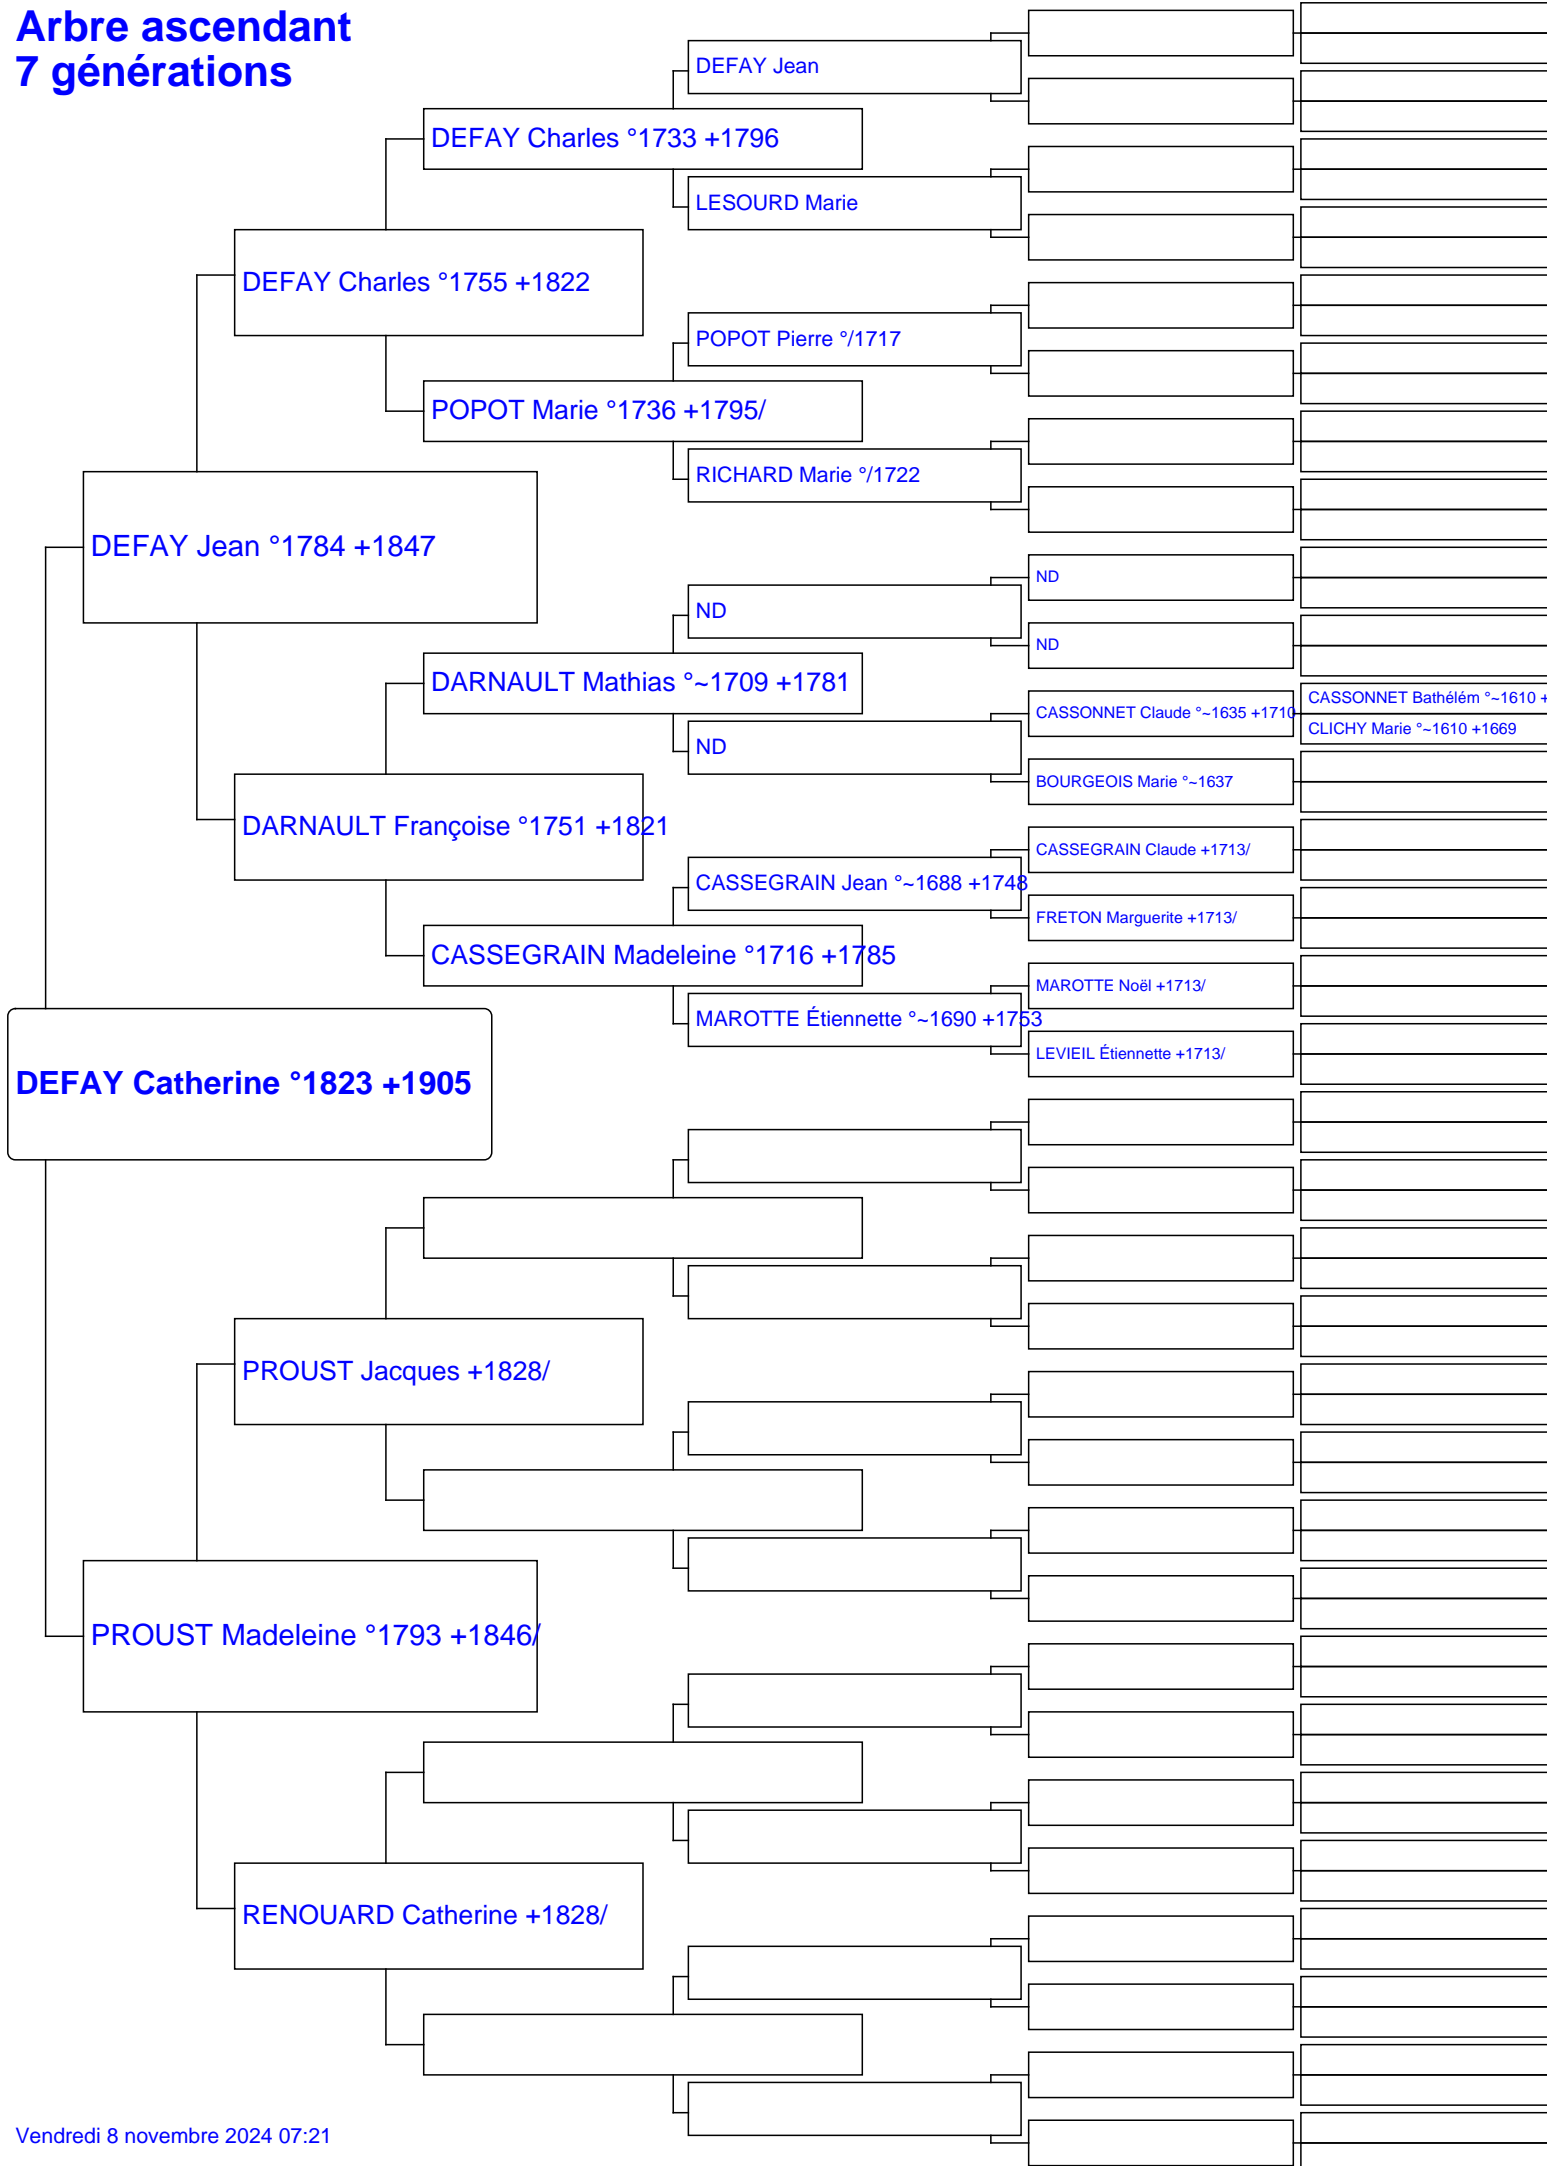 Arbre ascendant
7 générations
DEFAY Jean
DEFAY Charles °1733 +1796
LESOURD Marie
DEFAY Charles °1755 +1822
POPOT Pierre °/1717
POPOT Marie °1736 +1795/
RICHARD Marie °/1722
DEFAY Jean °1784 +1847
ND
ND
ND
DARNAULT Mathias °~1709 +1781
CASSONNET Bathélém °~1610 +
CASSONNET Claude °~1635 +1710
CLICHY Marie °~1610 +1669
ND
BOURGEOIS Marie °~1637
DARNAULT Françoise °1751 +1821
CASSEGRAIN Claude +1713/
CASSEGRAIN Jean °~1688 +1748
FRETON Marguerite +1713/
CASSEGRAIN Madeleine °1716 +1785
MAROTTE Noël +1713/
MAROTTE Étiennette °~1690 +1753
LEVIEIL Étiennette +1713/
DEFAY Catherine °1823 +1905
PROUST Jacques +1828/
PROUST Madeleine °1793 +1846/
RENOUARD Catherine +1828/
Vendredi 8 novembre 2024 07:21